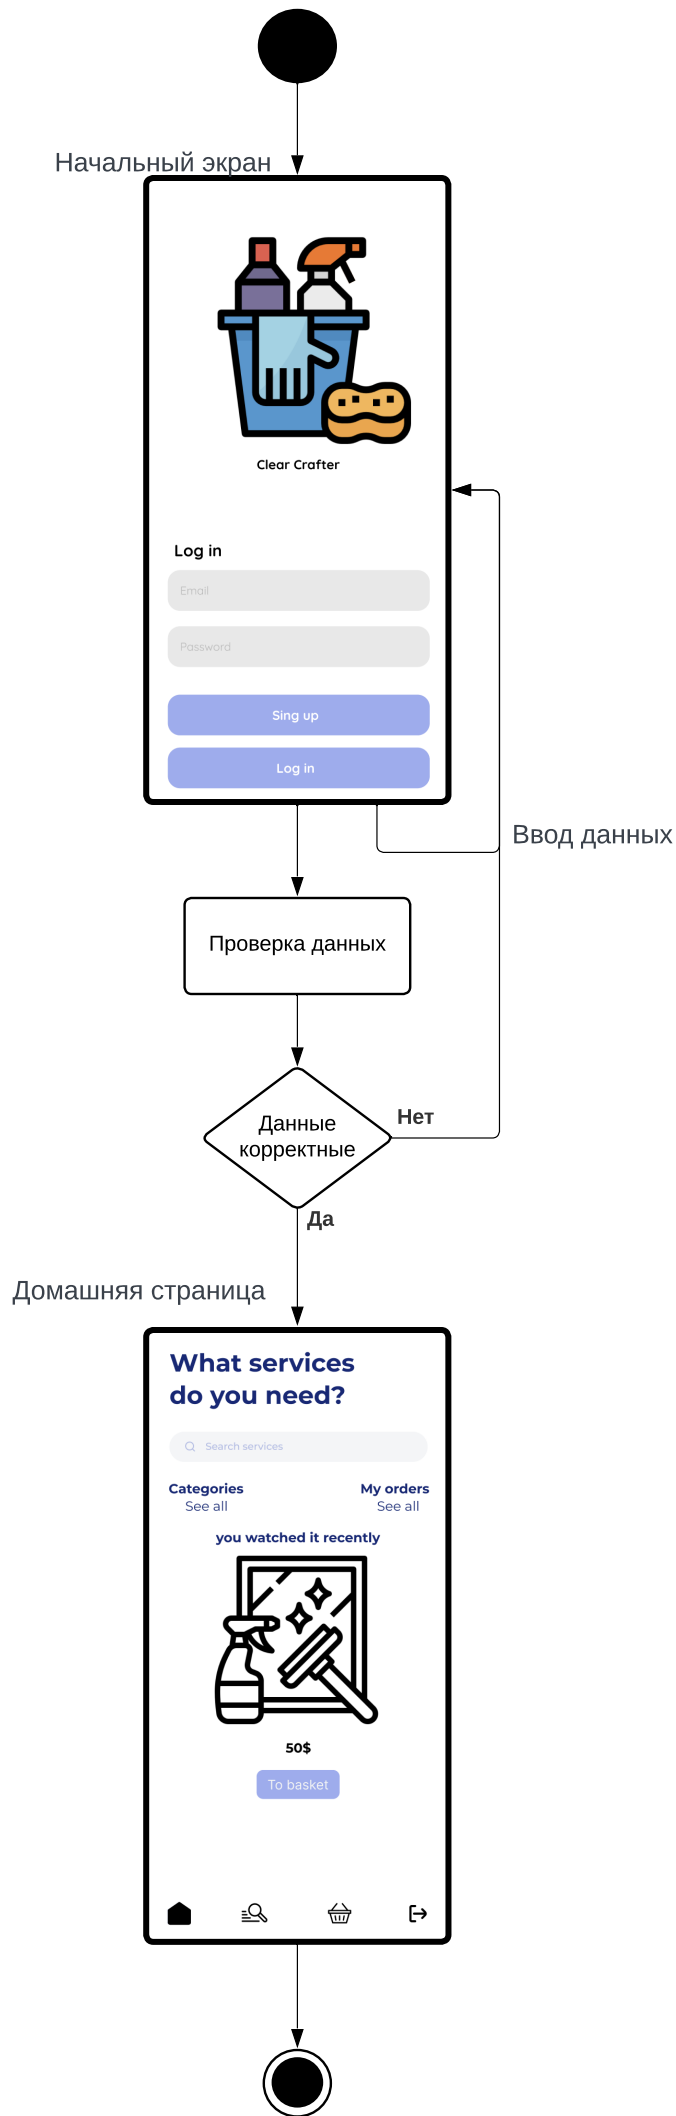 Начальный экран
Clear Crafter
Log in
Email
Password
Sing up
Log in
Ввод данных
Проверка данных
Данные
корректные
Нет
Да
Домашняя страница
What services
do you need?
Search services
Categories
See all
My orders
See all
you watched it recently
50$
To basket